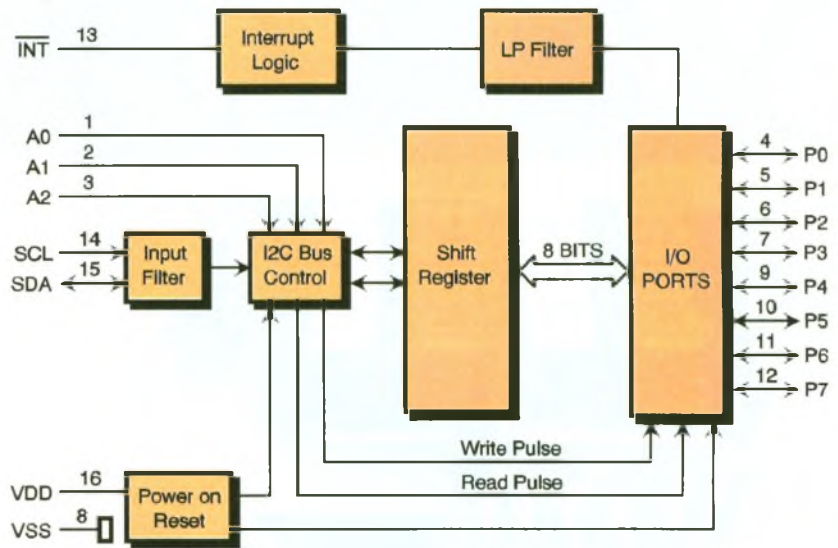 INT
13
Interrupt
Logic
LP Filter
A0
1
A1
2
A2
3
SCL
14
SDA
15
Input
Filter
I2C Bus
Control
Shift
Register
8 BITS
I/O
PORTS
4
P0
5
P1
6
P2
7
P3
9
P4
10
P5
11
P6
12
P7
Write Pulse
Read Pulse
VDD
16
VSS
8
Power on
Reset